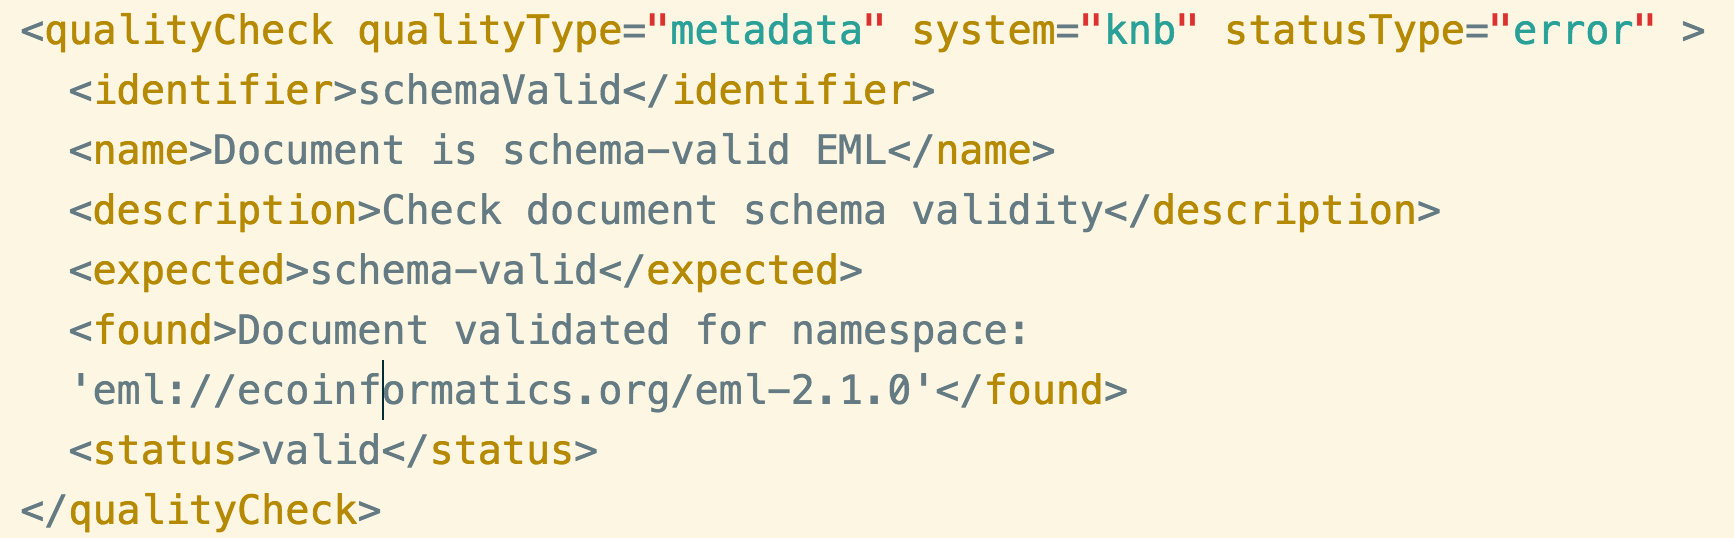 <qualityCheck qualityType="metadata" system="knb" statusType="error" >
  <identifier>schemaValid</identifier>
  <name>Document is schema-valid EML</name>
  <description>Check document schema validity</description>
  <expected>schema-valid</expected>
  <found>Document validated for namespace:
  'eml://ecoinformatics.org/eml-2.1.0'</found>
  <status>valid</status>
</qualityCheck>